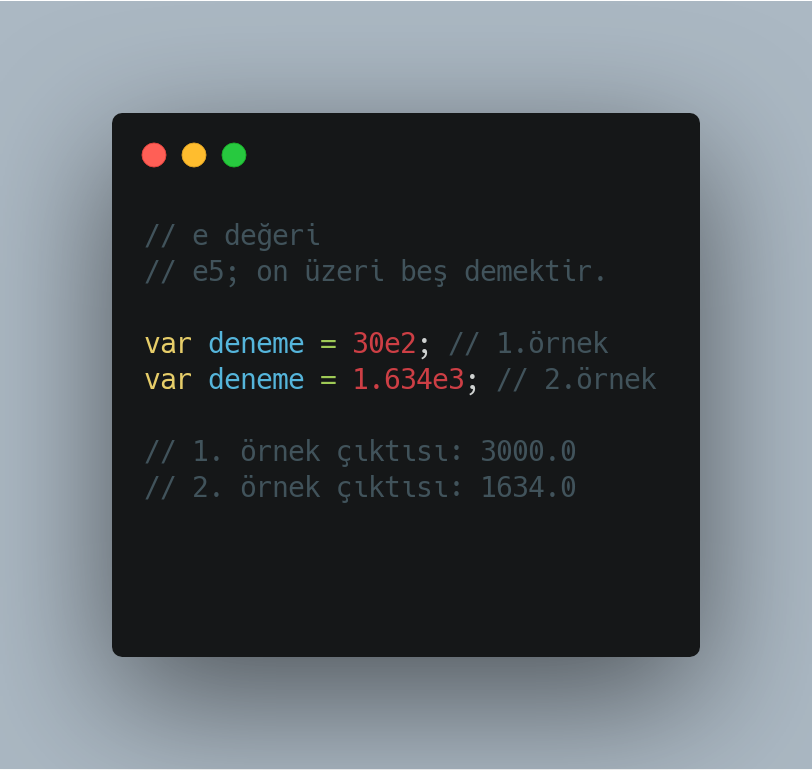 // e değeri
// e5; on üzeri beş demektir.
var deneme = 30e2; // 1.örnek
var deneme = 1.634e3; // 2.örnek
// 1. örnek çıktısı: 3000.0
// 2. örnek çıktısı: 1634.0